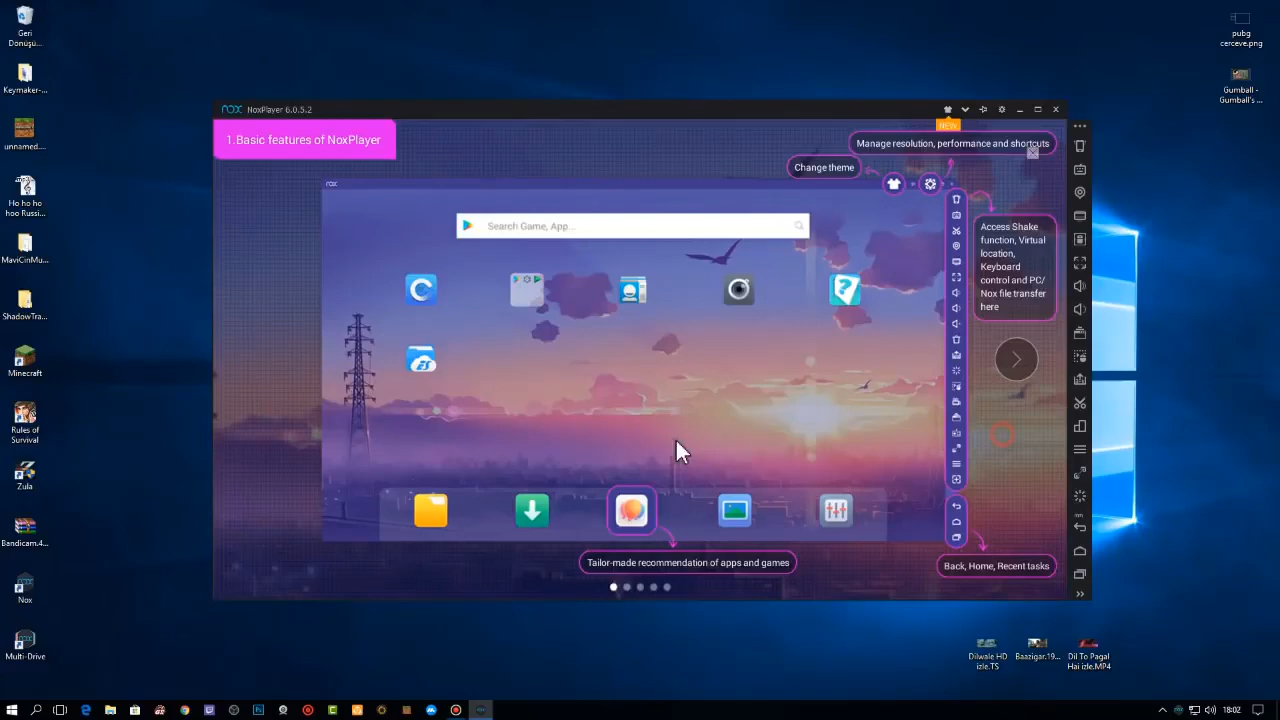 Geri
Dönüşü...
Keymaker-...
unnamed....
Ho ho ho
hoo Russi...
MaviCinMu...
ShadowTra...
Minecraft
Rules of
Survival
Zula
Bandicam.4...
Nox
Multi-Drive
pubg
cerceve.png
Gumball -
Gumball's ...
nox NoxPlayer 6.0.5.2
NEW
1.Basic features of NoxPlayer
Manage resolution, performance and shortcuts
Change theme
nox
Search Game, App...
Access Shake
function, Virtual
location,
Keyboard
control and PC/
Nox file transfer
here
Tailor-made recommendation of apps and games
Back, Home, Recent tasks
Dilwale HD
izle.TS
Baazigar.19...
Dil To Pagal
Hai izle.MP4
18:02